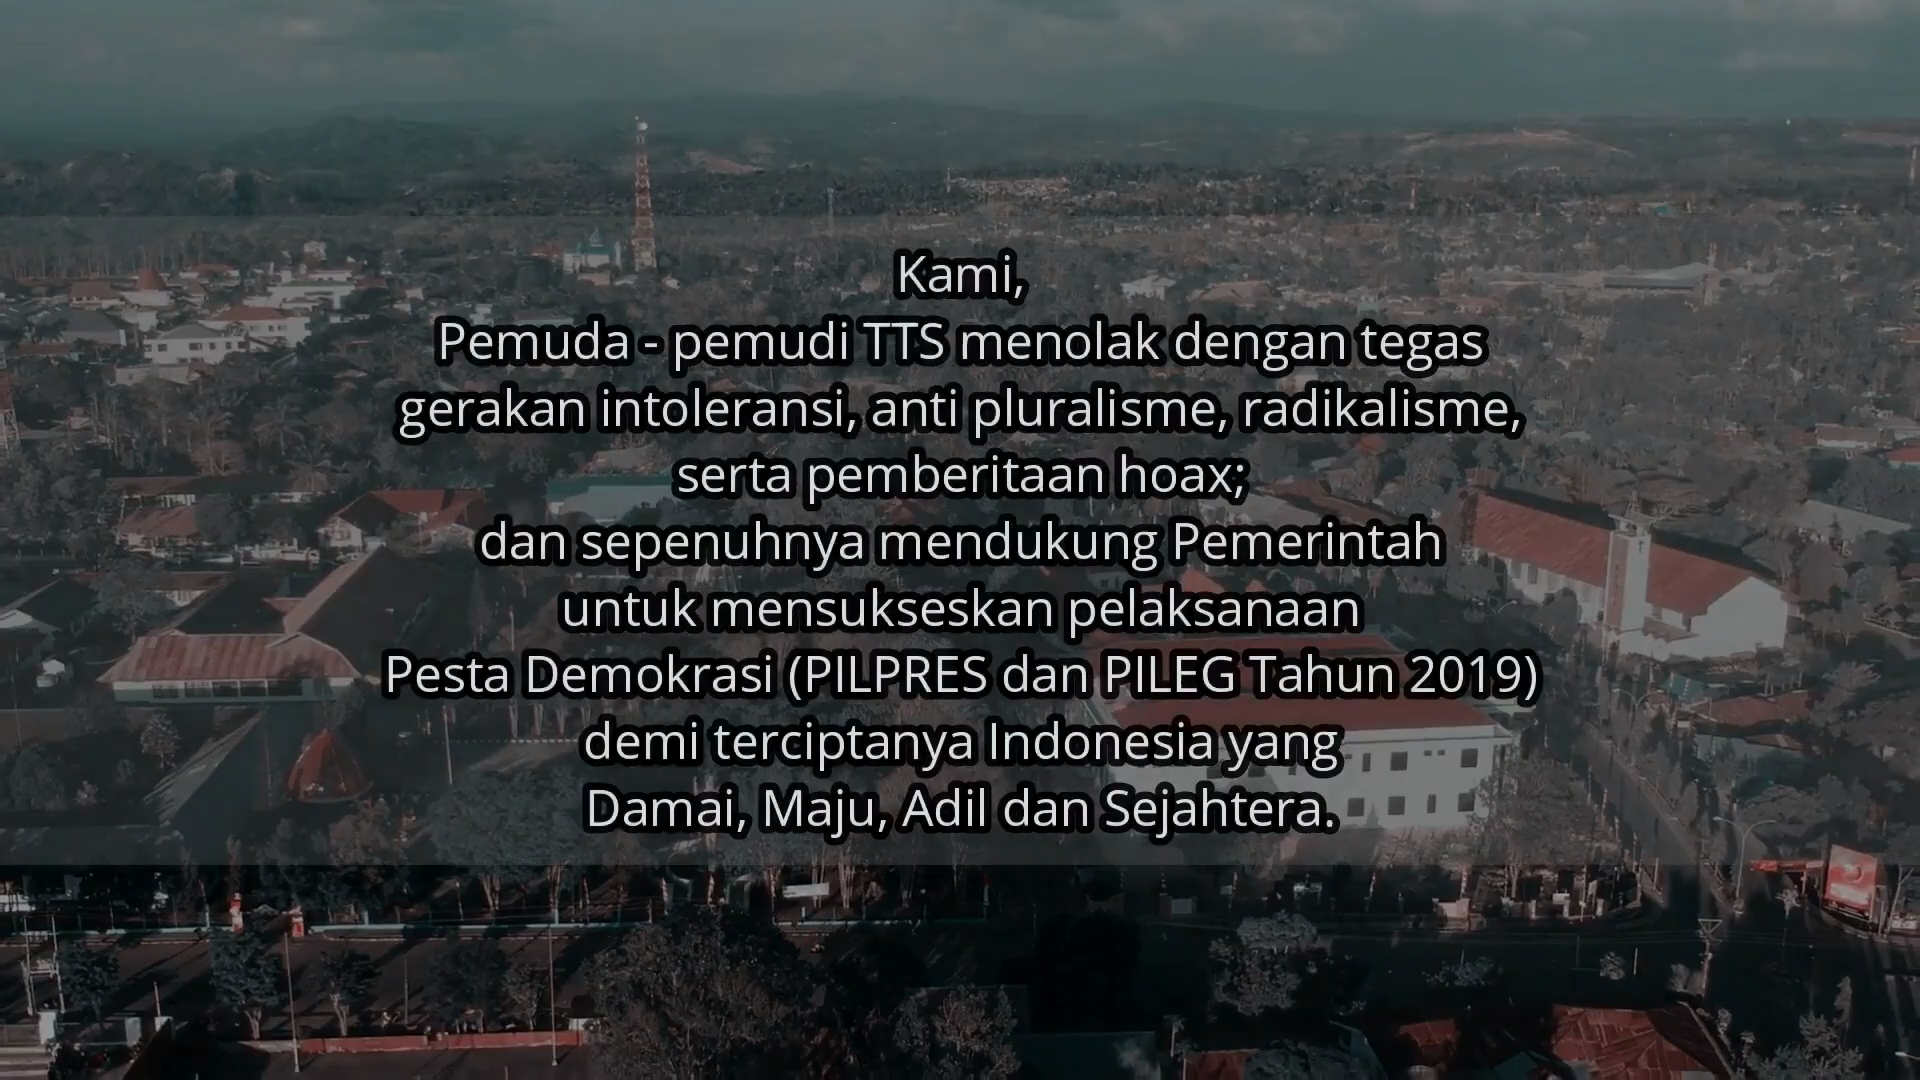 Kami,
Pemuda - pemudi TTS menolak dengan tegas
gerakan intoleransi, anti pluralisme, radikalisme,
serta pemberitaan hoax;
dan sepenuhnya mendukung Pemerintah
untuk mensukseskan pelaksanaan
Pesta Demokrasi (PILPRES dan PILEG Tahun 2019)
demi terciptanya Indonesia yang
Damai, Maju, Adil dan Sejahtera.